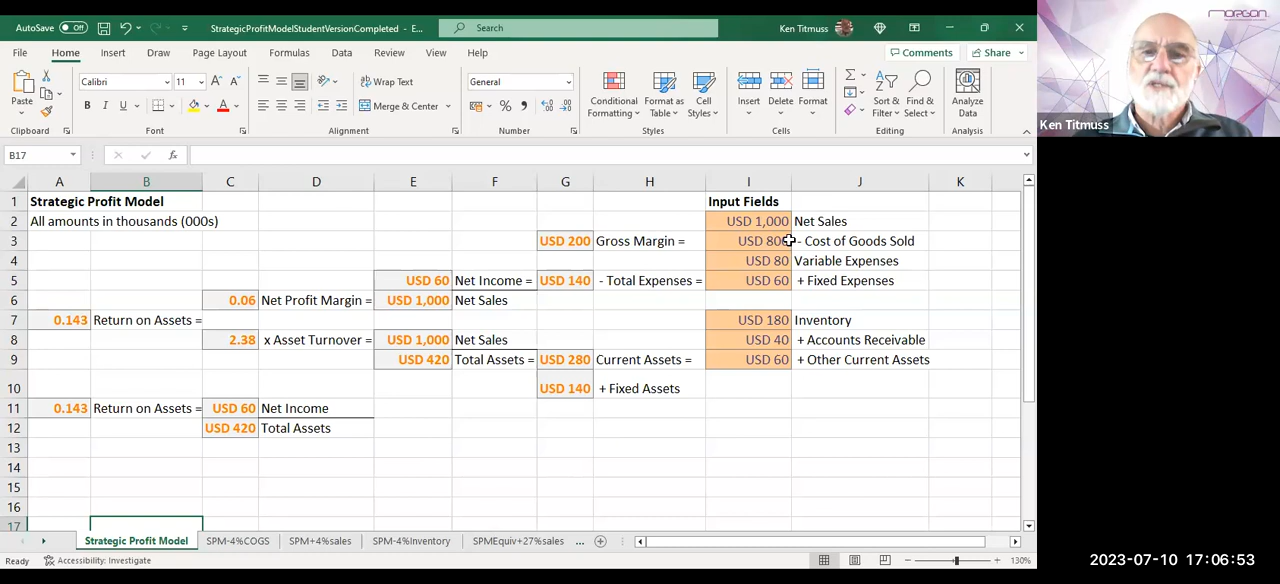 AutoSave Off StrategicProfitModelStudentVersionCompleted - E... Search Ken Titmuss
File Home Insert Draw Page Layout Formulas Data Review View Help Comments Share
Paste Calibri 11 A^ A˅ Wrap Text General Conditional Formatting Format as Table Cell Styles Insert Delete Format Sort & Filter Find & Select Analyze Data
B I U A Merge & Center % ,
Clipboard Font Alignment Number Styles Cells Editing Analysis
B17 fx
A B C D E F G H I J K
1 Strategic Profit Model Input Fields
2 All amounts in thousands (000s) USD 1,000 Net Sales
3 USD 200 Gross Margin = USD 800 - Cost of Goods Sold
4 USD 80 Variable Expenses
5 USD 60 Net Income = USD 140 - Total Expenses = USD 60 + Fixed Expenses
6 0.06 Net Profit Margin = USD 1,000 Net Sales
7 0.143 Return on Assets = USD 180 Inventory
8 2.38 x Asset Turnover = USD 1,000 Net Sales USD 40 + Accounts Receivable
9 USD 420 Total Assets = USD 280 Current Assets = USD 60 + Other Current Assets
10 USD 140 + Fixed Assets
11 0.143 Return on Assets = USD 60 Net Income
12 USD 420 Total Assets
13
14
15
16
17
Strategic Profit Model SPM-4%COGS SPM+4%sales SPM-4%Inventory SPMEquiv+27%sales ...
Ready Accessibility: Investigate 130%
MORGON
Ken Titmuss
2023-07-10 17:06:53